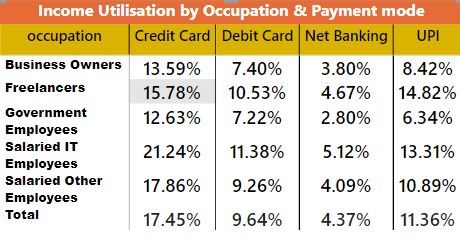 Income Utilisation by Occupation & Payment mode
occupation Credit Card Debit Card Net Banking UPI
Business Owners 13.59% 7.40% 3.80% 8.42%
Freelancers 15.78% 10.53% 4.67% 14.82%
Government
Employees 12.63% 7.22% 2.80% 6.34%
Salaried IT
Employees 21.24% 11.38% 5.12% 13.31%
Salaried Other
Employees 17.86% 9.26% 4.09% 10.89%
Total 17.45% 9.64% 4.37% 11.36%